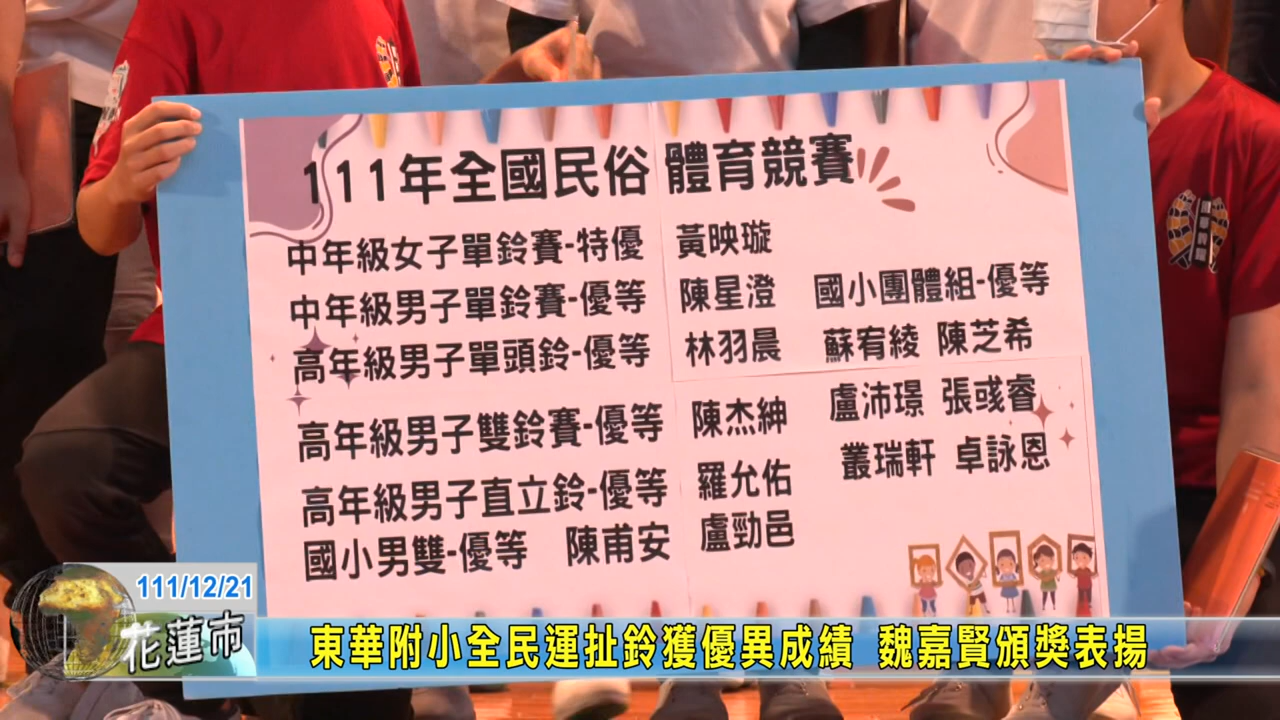 111年全國民俗體育競賽
中年級女子單鈴賽-特優 黃映璇
中年級男子單鈴賽-優等 陳星澄
高年級男子單頭鈴-優等 林羽晨
高年級男子雙鈴賽-優等 陳杰紳
高年級男子直立鈴-優等 羅允佑
國小男雙-優等 陳甫安 盧勁邑
國小團體組-優等
蘇宥綾 陳芝希
盧沛璟 張彧睿
叢瑞軒 卓詠恩
111/12/21
花蓮市
東華附小全民運扯鈴獲優異成績 魏嘉賢頒獎表揚